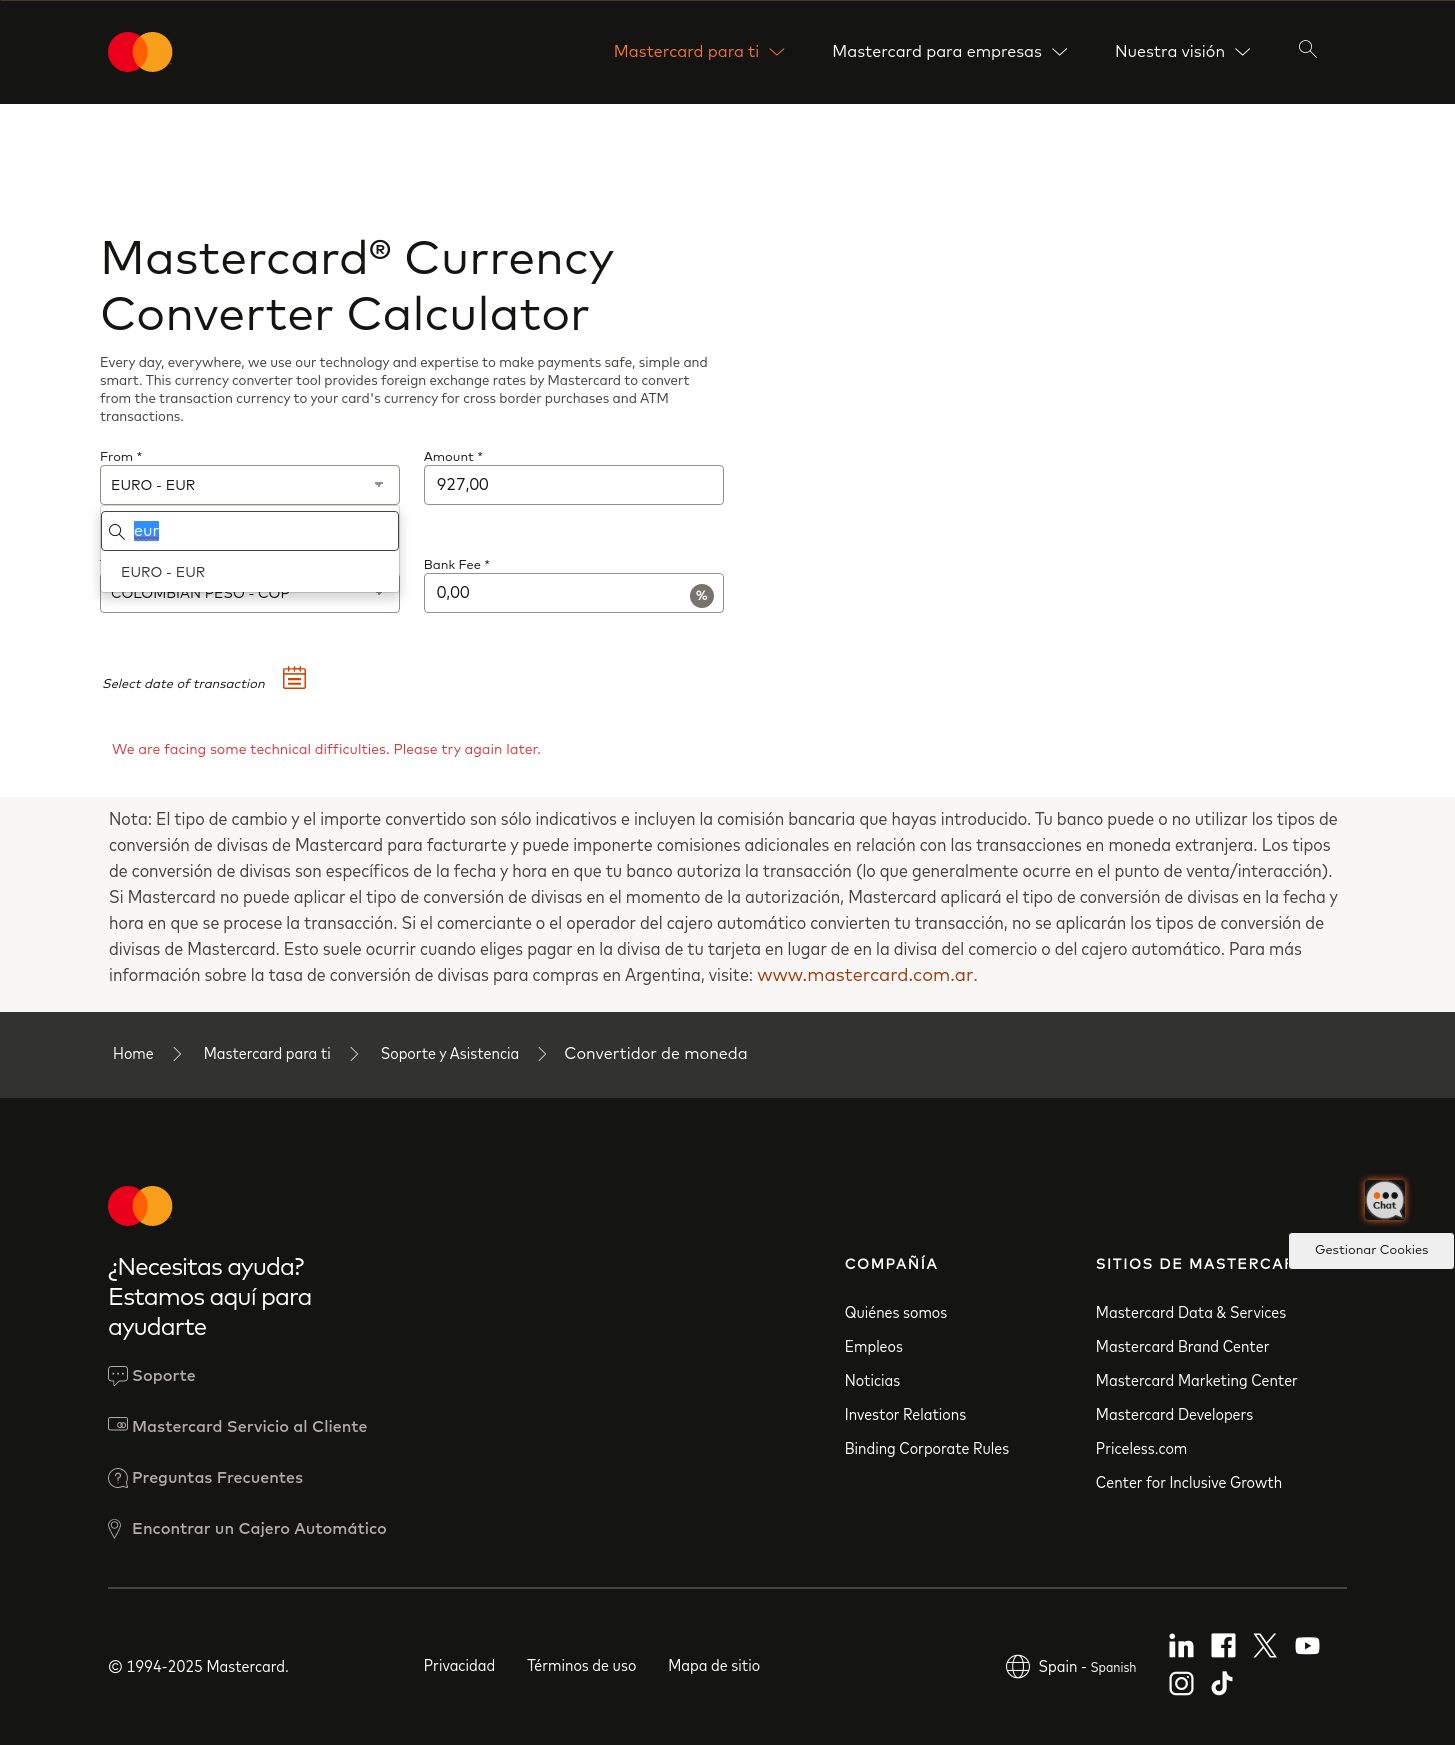 Mastercard para ti
Mastercard para empresas
Nuestra visión
Mastercard® Currency
Converter Calculator
Every day, everywhere, we use our technology and expertise to make payments safe, simple and
smart. This currency converter tool provides foreign exchange rates by Mastercard to convert
from the transaction currency to your card's currency for cross border purchases and ATM
transactions.
From *
Amount *
EURO - EUR
927,00
eur
EURO - EUR
Bank Fee *
COLOMBIAN PESO - COP
0,00
%
Select date of transaction
We are facing some technical difficulties. Please try again later.
Nota: El tipo de cambio y el importe convertido son sólo indicativos e incluyen la comisión bancaria que hayas introducido. Tu banco puede o no utilizar los tipos de
conversión de divisas de Mastercard para facturarte y puede imponerte comisiones adicionales en relación con las transacciones en moneda extranjera. Los tipos
de conversión de divisas son específicos de la fecha y hora en que tu banco autoriza la transacción (lo que generalmente ocurre en el punto de venta/interacción).
Si Mastercard no puede aplicar el tipo de conversión de divisas en el momento de la autorización, Mastercard aplicará el tipo de conversión de divisas en la fecha y
hora en que se procese la transacción. Si el comerciante o el operador del cajero automático convierten tu transacción, no se aplicarán los tipos de conversión de
divisas de Mastercard. Esto suele ocurrir cuando eliges pagar en la divisa de tu tarjeta en lugar de en la divisa del comercio o del cajero automático. Para más
información sobre la tasa de conversión de divisas para compras en Argentina, visite: www.mastercard.com.ar.
Home
Mastercard para ti
Soporte y Asistencia
Convertidor de moneda
Chat
Gestionar Cookies
¿Necesitas ayuda?
Estamos aquí para
ayudarte
Soporte
Mastercard Servicio al Cliente
Preguntas Frecuentes
Encontrar un Cajero Automático
COMPAÑÍA
Quiénes somos
Empleos
Noticias
Investor Relations
Binding Corporate Rules
SITIOS DE MASTERCAR
Mastercard Data & Services
Mastercard Brand Center
Mastercard Marketing Center
Mastercard Developers
Priceless.com
Center for Inclusive Growth
© 1994-2025 Mastercard.
Privacidad
Términos de uso
Mapa de sitio
Spain - Spanish